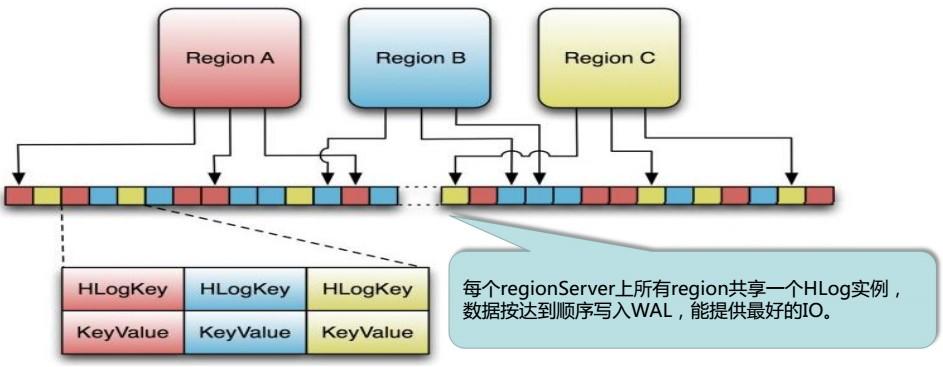 Region A
Region B
Region C
HLogKey HLogKey HLogKey
KeyValue KeyValue KeyValue
每个regionServer上所有region共享一个HLog实例，
数据按达到顺序写入WAL，能提供最好的IO。